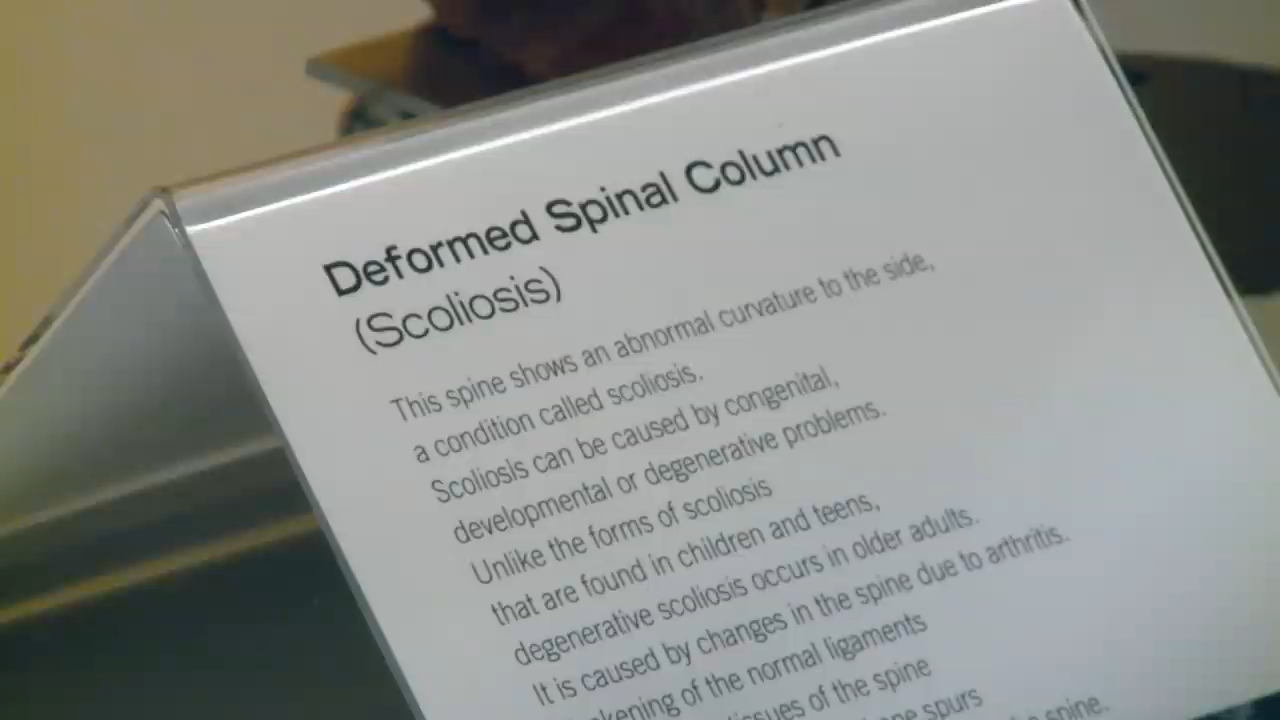 Deformed Spinal Column
(Scoliosis)
This spine shows an abnormal curvature to the side,
a condition called scoliosis.
Scoliosis can be caused by congenital,
developmental or degenerative problems.
Unlike the forms of scoliosis
that are found in children and teens,
degenerative scoliosis occurs in older adults.
It is caused by changes in the spine due to arthritis.
of the normal ligaments
of the spine
spurs
spine.